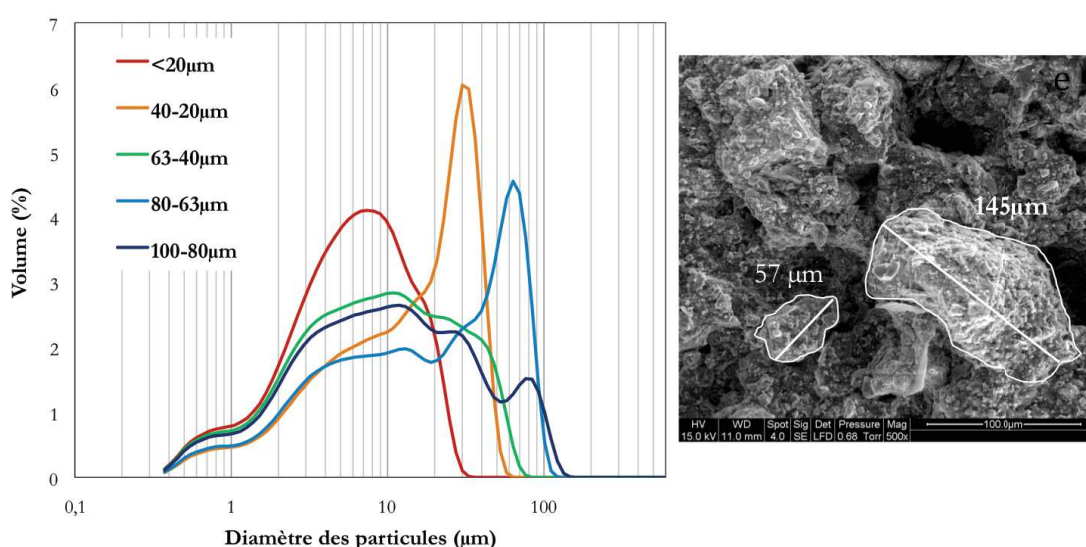 7
6
5
4
3
2
1
0
Volume (%)
<20µm
40-20µm
63-40µm
80-63µm
100-80µm
0,1 1 10 100
Diamètre des particules (µm)
e
145µm
57 µm
HV WD Spot Sig Det Pressure Mag
15.0 kV 11.0 mm 4.0 SE LFD 0.68 Torr 500x
100.0µm